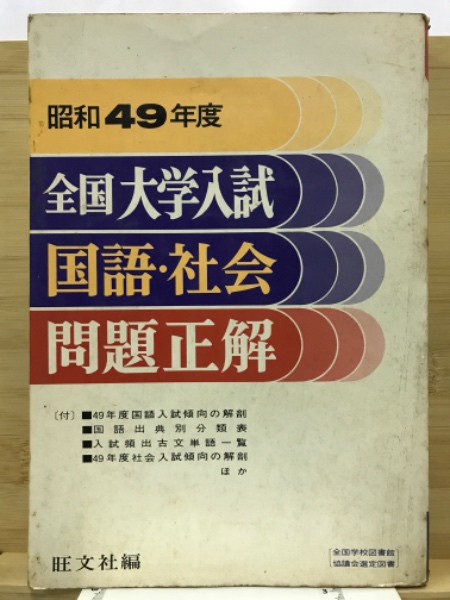 昭和49年度
全国大学入試
国語・社会
問題正解
〔付〕■49年度国語入試傾向の解剖
■国語出典別分類表
■入試頻出古文単語一覧
■49年度社会入試傾向の解剖
ほか
旺文社編
全国学校図書館
協議会選定図書